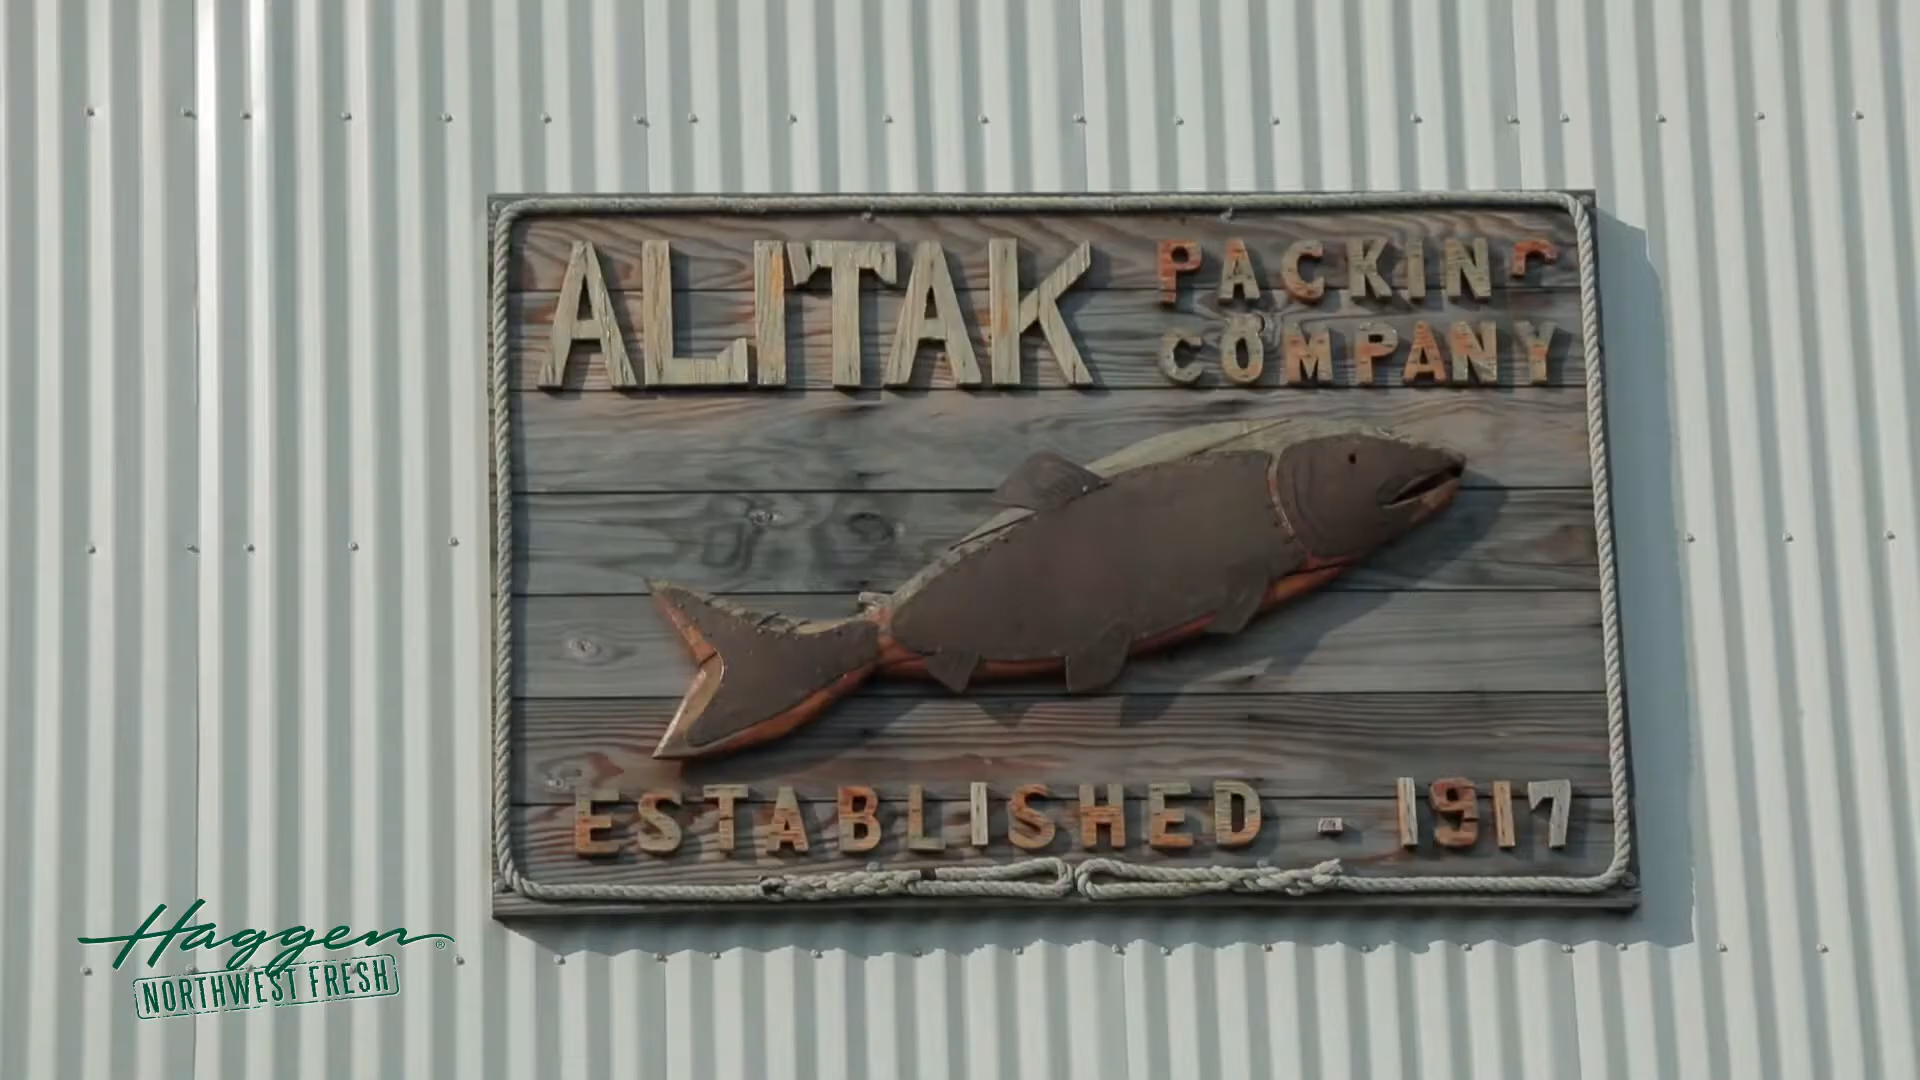 ALITAK
PACKING
COMPANY
ESTABLISHED - 1917
Haggen®
NORTHWEST FRESH